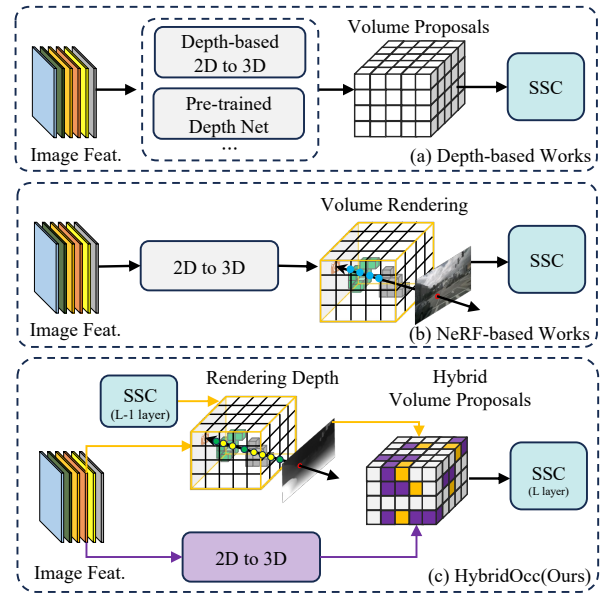 Depth-based
2D to 3D
Pre-trained
Depth Net
...
Image Feat.
Volume Proposals
SSC
(a) Depth-based Works
Volume Rendering
2D to 3D
SSC
Image Feat.
(b) NeRF-based Works
Rendering Depth
Hybrid
Volume Proposals
SSC
(L-1 layer)
SSC
(L layer)
2D to 3D
Image Feat.
(c) HybridOcc(Ours)